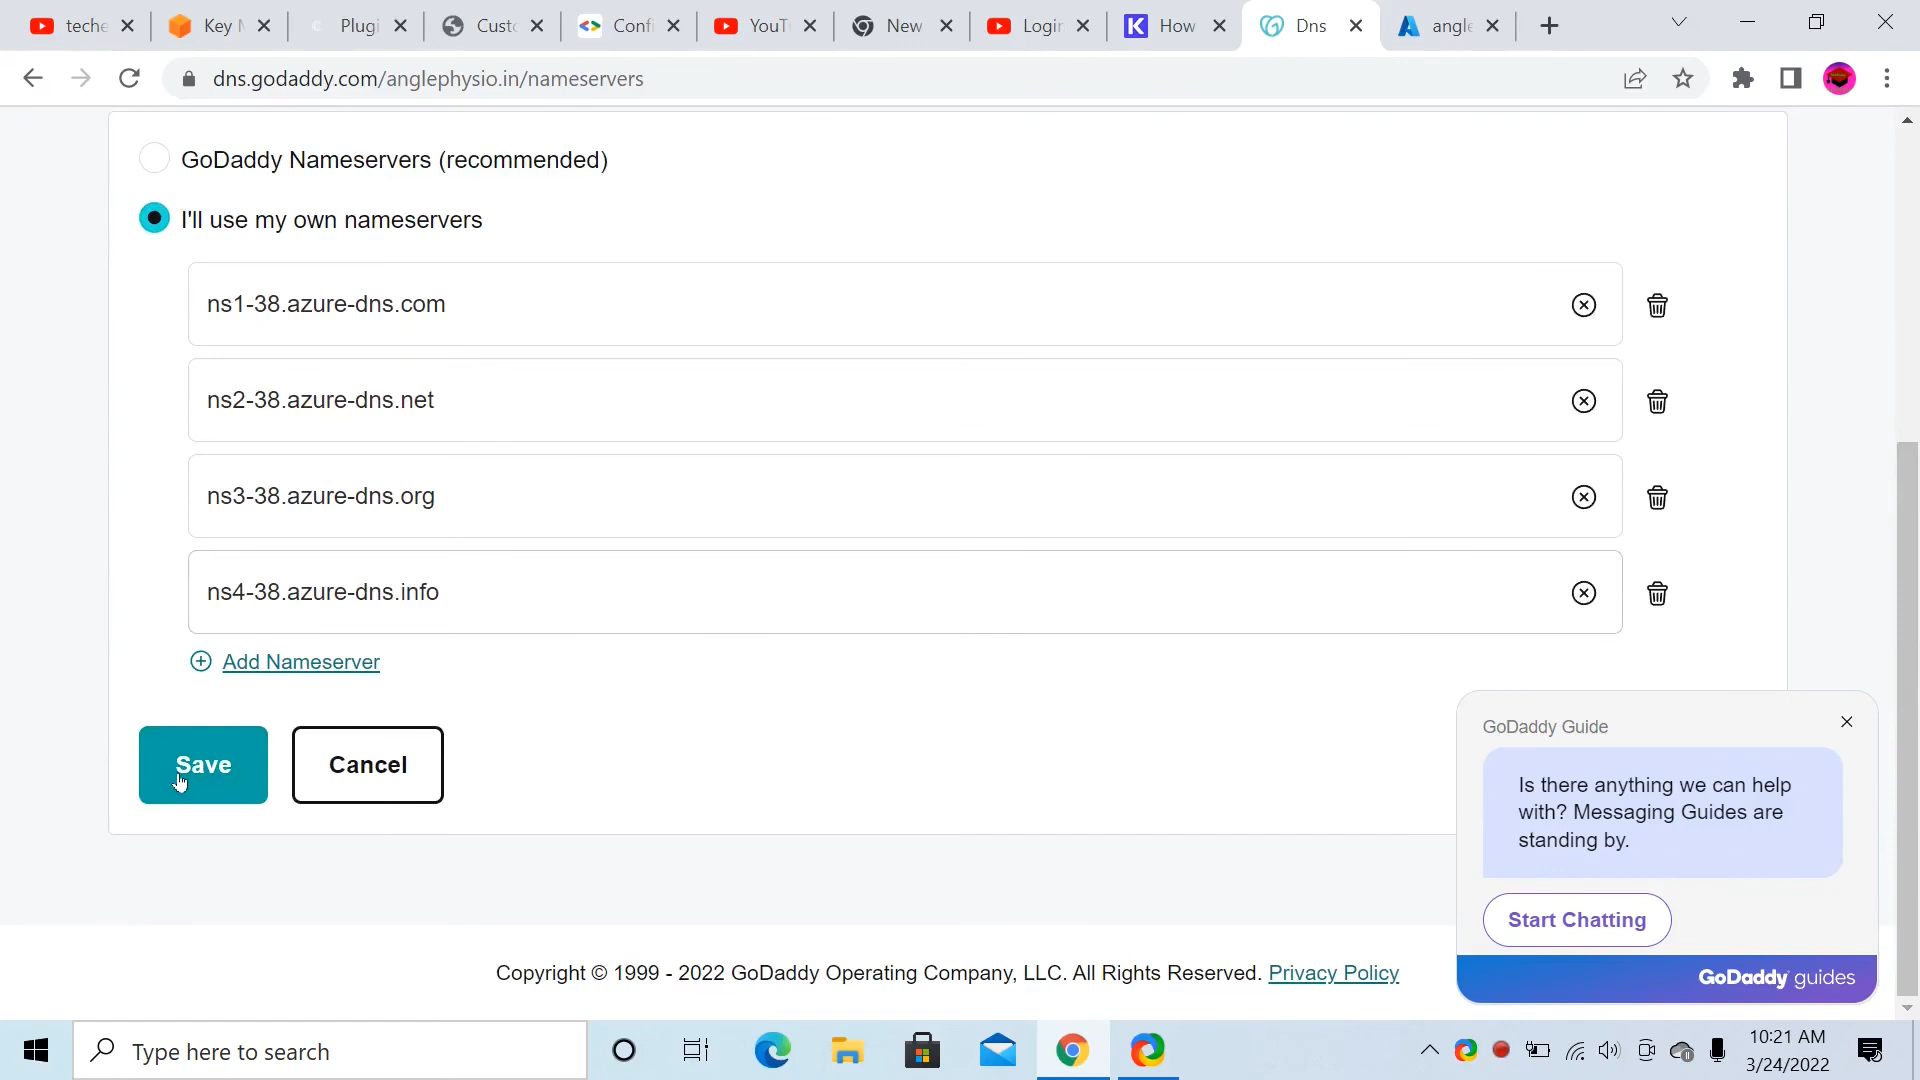 teche
Key M
Plugi
Custo
Confi
YouT
New
Login
How
Dns
angle
dns.godaddy.com/anglephysio.in/nameservers
GoDaddy Nameservers (recommended)
I'll use my own nameservers
ns1-38.azure-dns.com
ns2-38.azure-dns.net
ns3-38.azure-dns.org
ns4-38.azure-dns.info
Add Nameserver
Save
Cancel
GoDaddy Guide
Is there anything we can help
with? Messaging Guides are
standing by.
Start Chatting
GoDaddy guides
Copyright © 1999 - 2022 GoDaddy Operating Company, LLC. All Rights Reserved. Privacy Policy
Type here to search
10:21 AM
3/24/2022